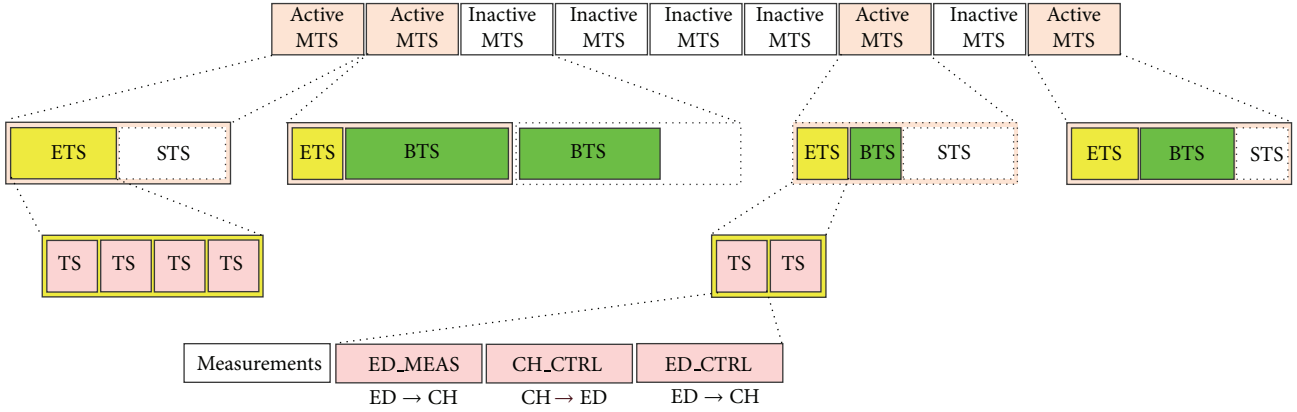 Active Active Inactive Inactive Inactive Inactive Active Inactive Active
MTS MTS MTS MTS MTS MTS MTS MTS MTS
ETS STS ETS BTS BTS ETS BTS STS ETS BTS STS
TS TS TS TS TS TS
Measurements ED_MEAS CH_CTRL ED_CTRL
ED → CH CH → ED ED → CH